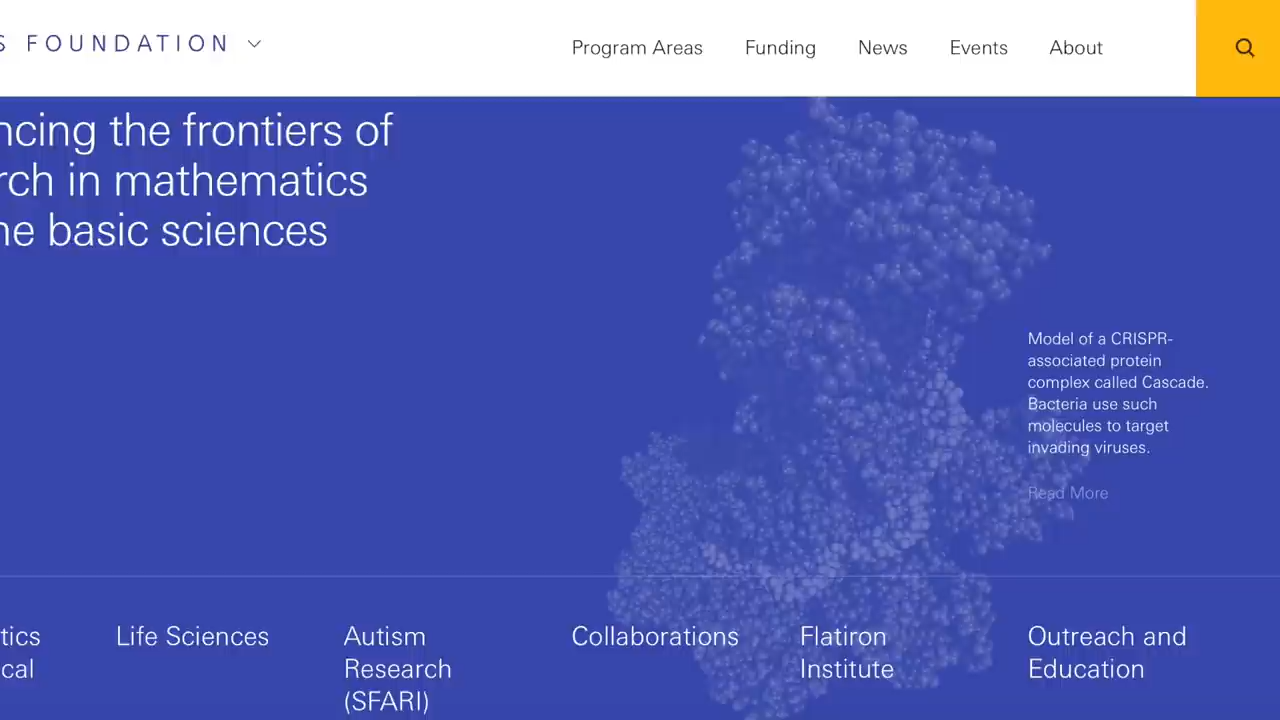 S FOUNDATION
Program Areas
Funding
News
Events
About
ncing the frontiers of
rch in mathematics
ne basic sciences
Model of a CRISPR-
associated protein
complex called Cascade.
Bacteria use such
molecules to target
invading viruses.
Read More
tics
cal
Life Sciences
Autism
Research
(SFARI)
Collaborations
Flatiron
Institute
Outreach and
Education